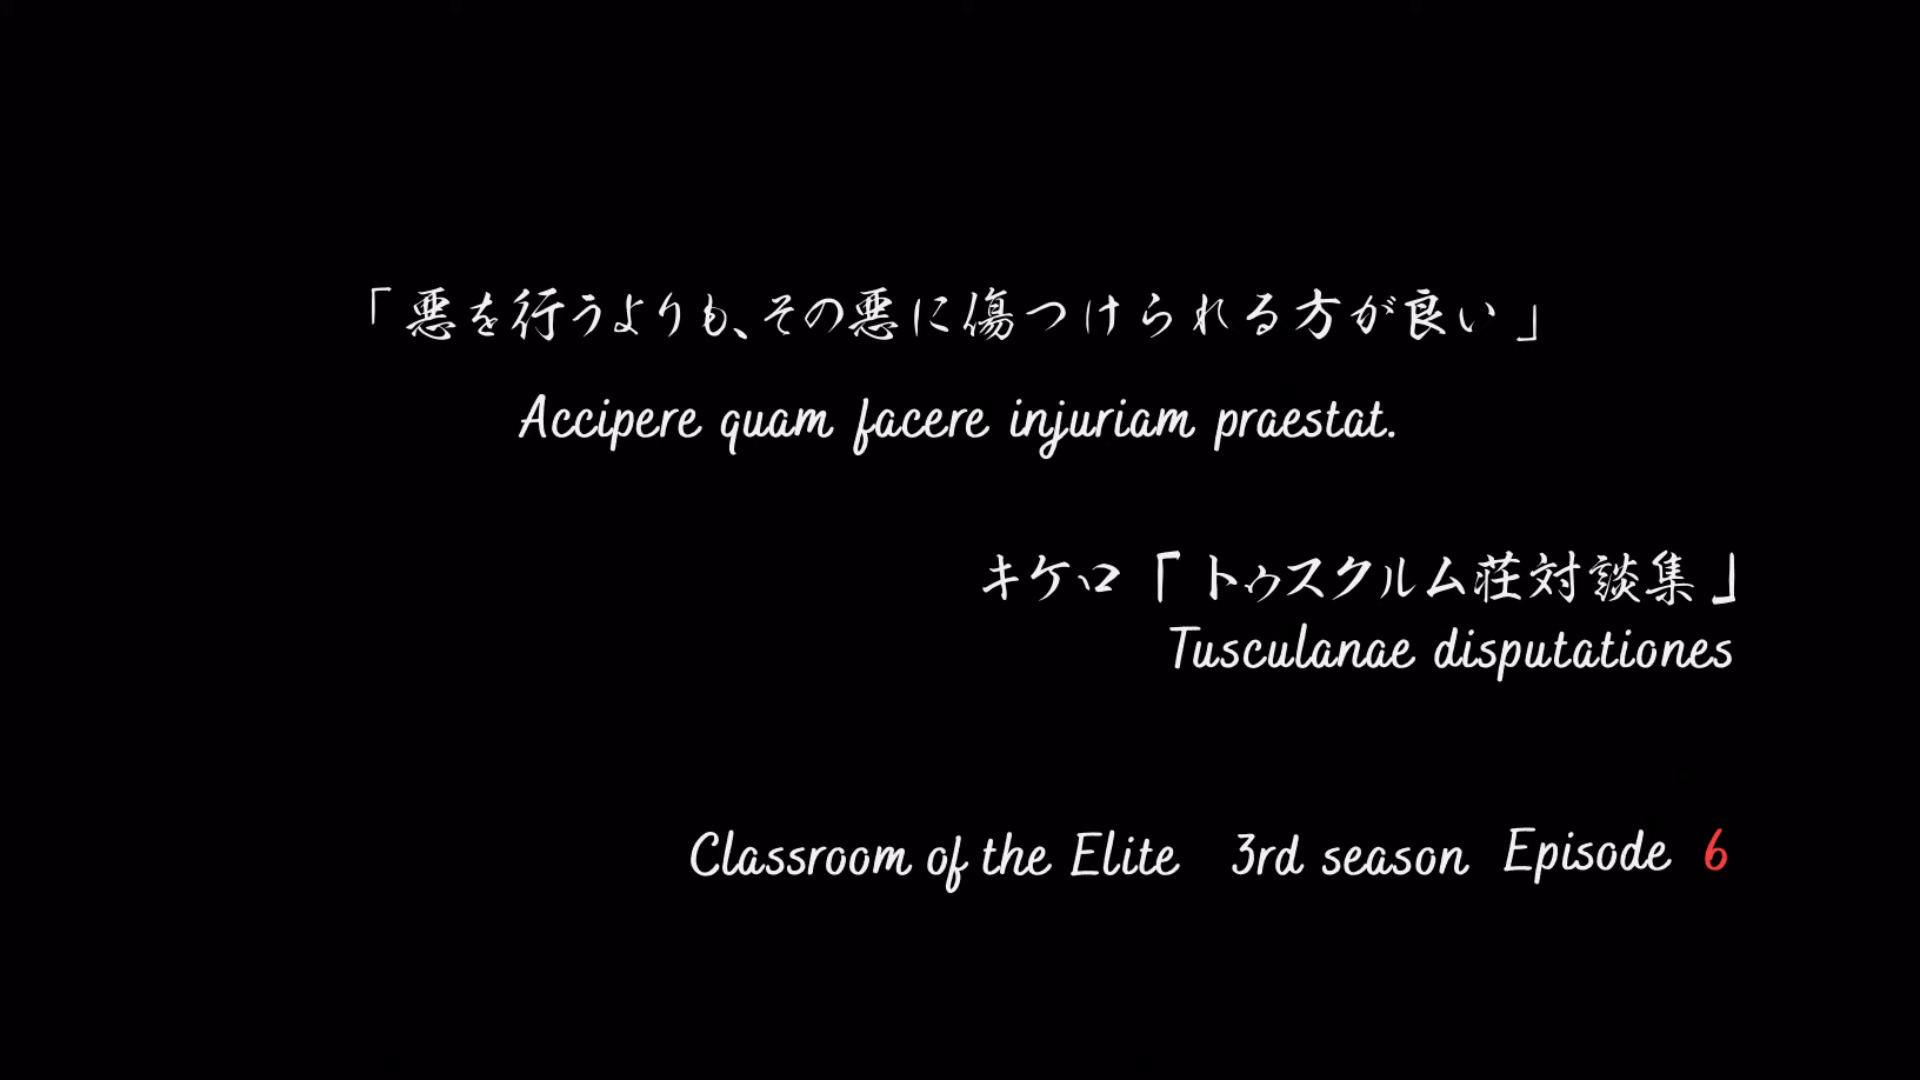 「悪を行うよりも、その悪に傷つけられる方が良い」
Accipere quam facere injuriam praestat.
キケロ「トゥスクルム荘対談集」
Tusculanae disputationes
Classroom of the Elite 3rd season Episode 6